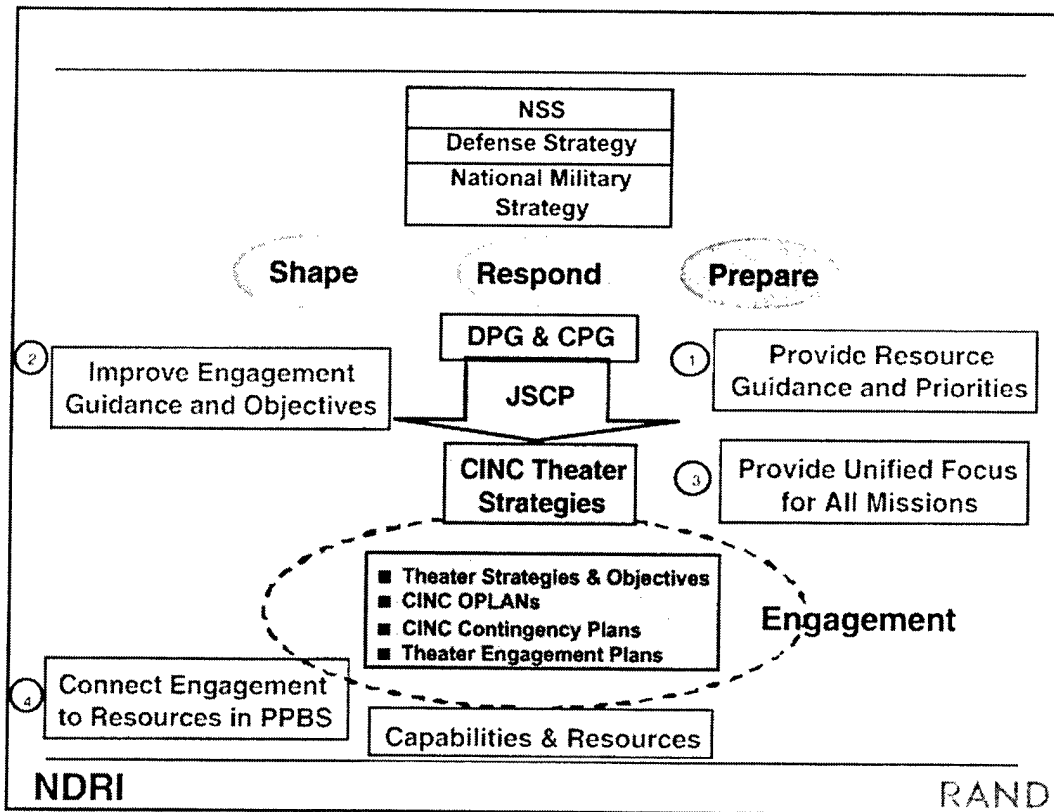 NSS
Defense Strategy
National Military
Strategy
Shape
Respond
Prepare
DPG & CPG
2
Improve Engagement
Guidance and Objectives
JSCP
1
Provide Resource
Guidance and Priorities
CINC Theater
Strategies
3
Provide Unified Focus
for All Missions
■ Theater Strategies & Objectives
■ CINC OPLANs
■ CINC Contingency Plans
■ Theater Engagement Plans
Engagement
4
Connect Engagement
to Resources in PPBS
Capabilities & Resources
NDRI
RAND